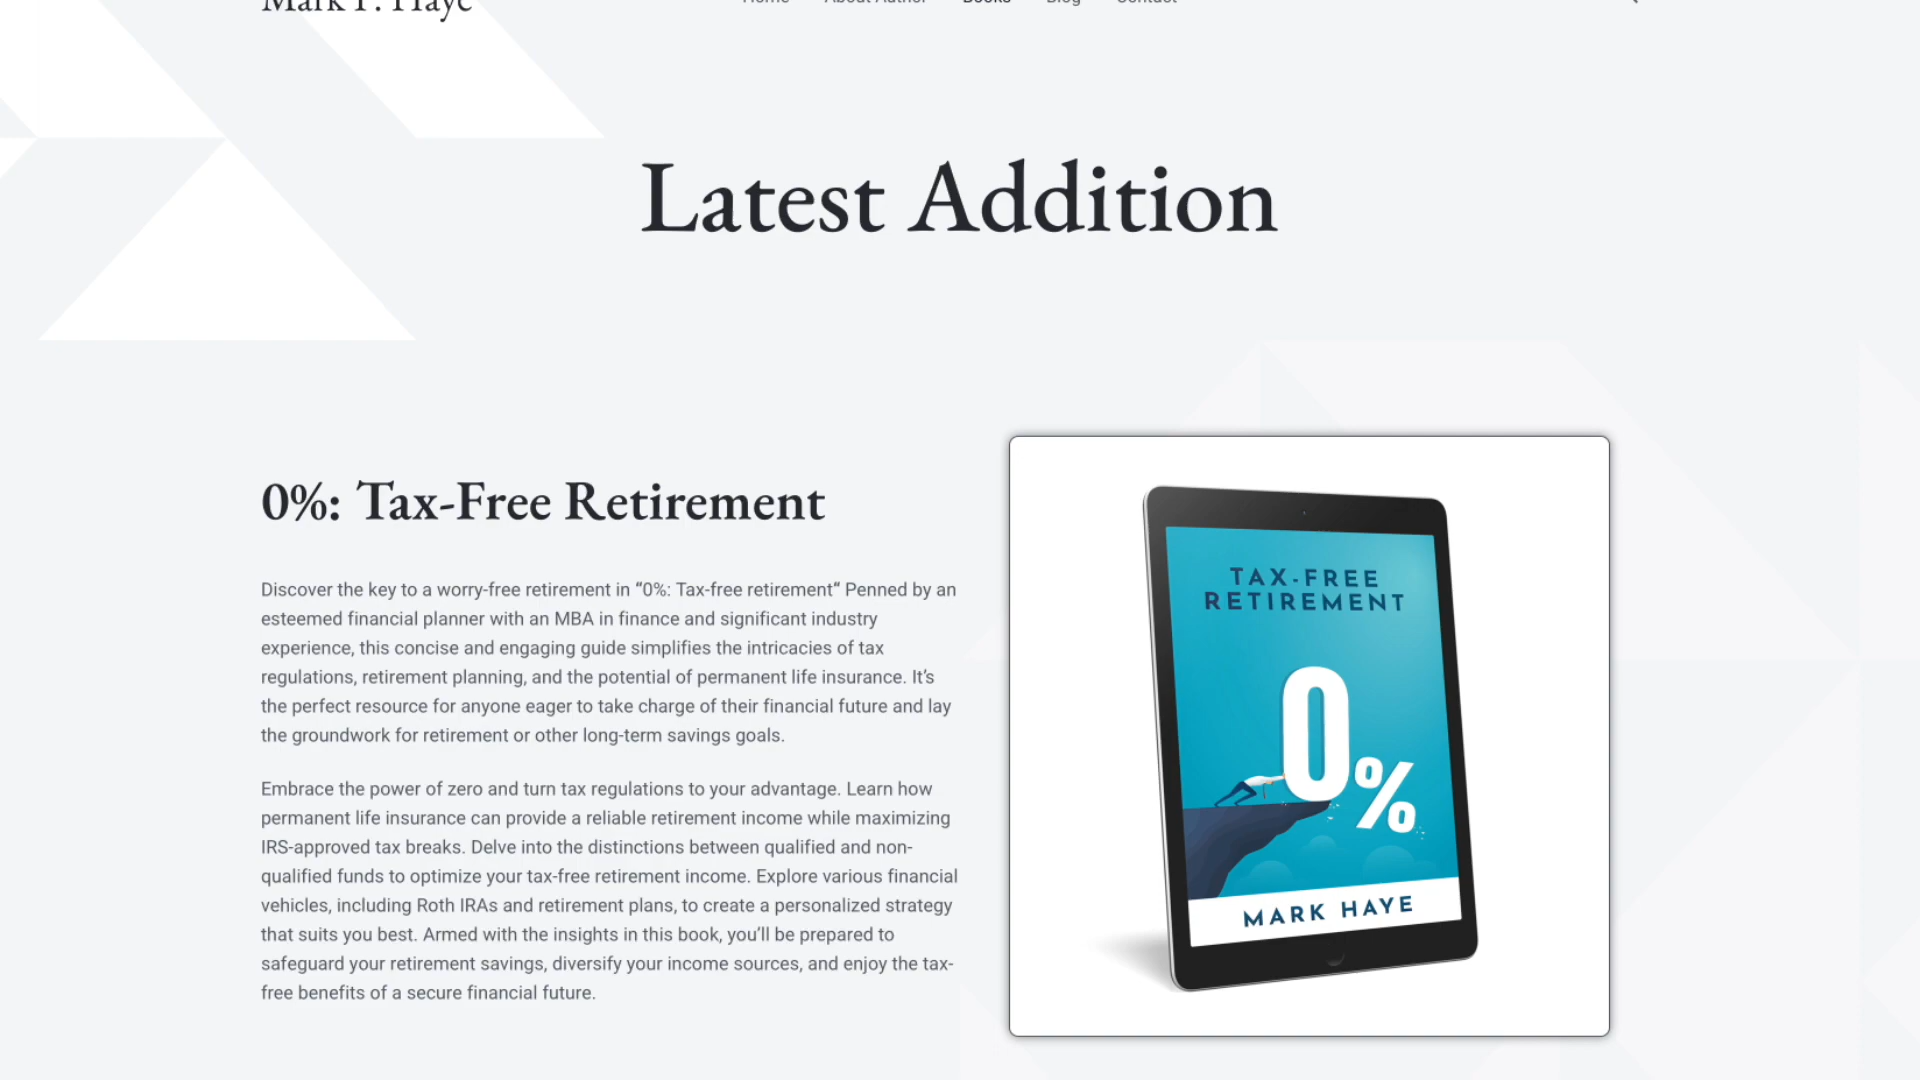 Mark P. Haye
Home About Author Books Blog Contact
Latest Addition
0%: Tax-Free Retirement
Discover the key to a worry-free retirement in “0%: Tax-free retirement“ Penned by an
esteemed financial planner with an MBA in finance and significant industry
experience, this concise and engaging guide simplifies the intricacies of tax
regulations, retirement planning, and the potential of permanent life insurance. It’s
the perfect resource for anyone eager to take charge of their financial future and lay
the groundwork for retirement or other long-term savings goals.
Embrace the power of zero and turn tax regulations to your advantage. Learn how
permanent life insurance can provide a reliable retirement income while maximizing
IRS-approved tax breaks. Delve into the distinctions between qualified and non-
qualified funds to optimize your tax-free retirement income. Explore various financial
vehicles, including Roth IRAs and retirement plans, to create a personalized strategy
that suits you best. Armed with the insights in this book, you’ll be prepared to
safeguard your retirement savings, diversify your income sources, and enjoy the tax-
free benefits of a secure financial future.
TAX-FREE
RETIREMENT
0%
MARK HAYE